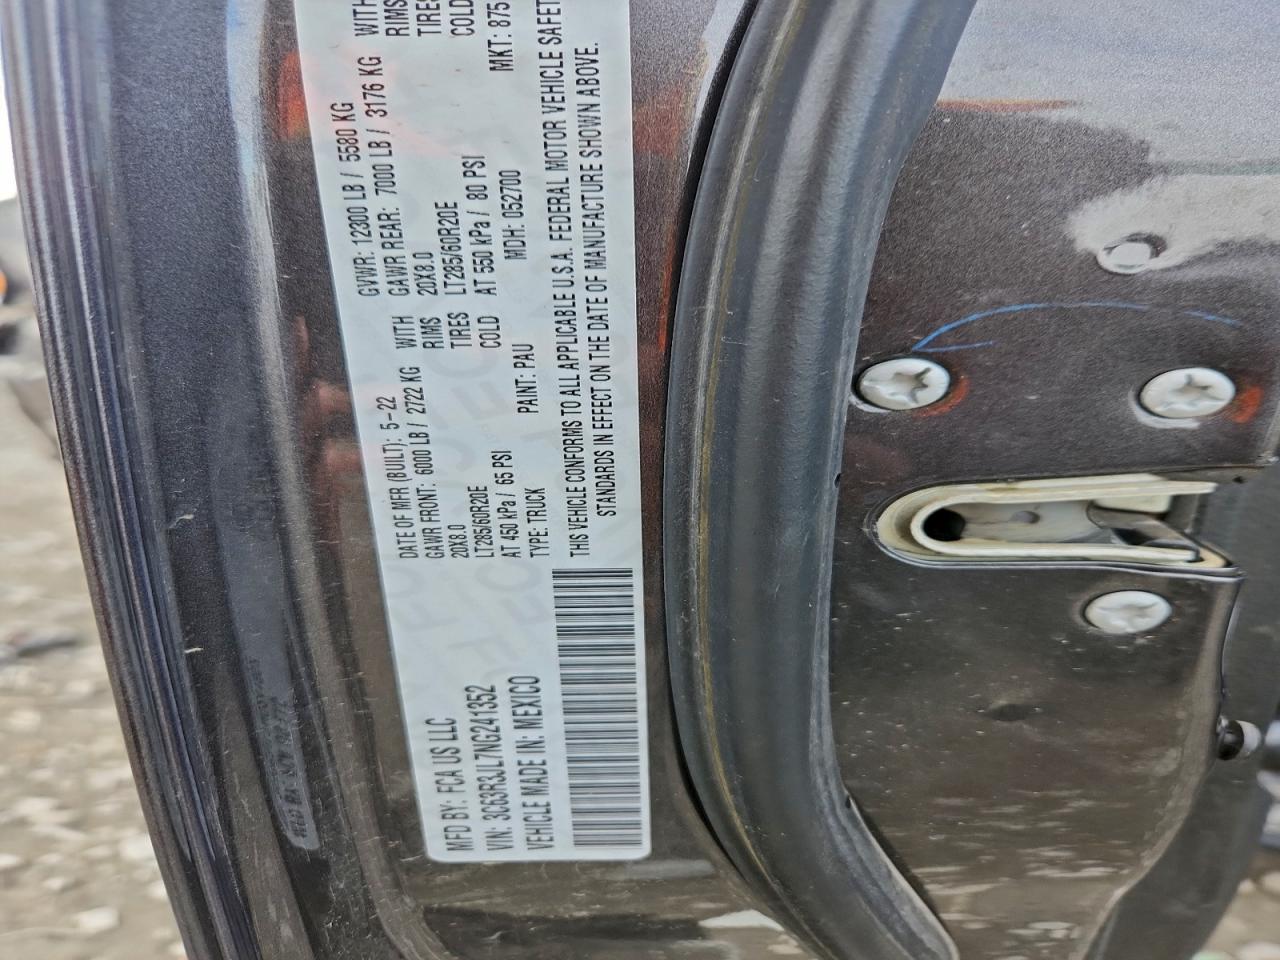 MFD BY: FCA US LLC
VIN: 3C63R3JL7NG241352
VEHICLE MADE IN: MEXICO
DATE OF MFR (BUILT): 5-22
GVWR: 12300 LB / 5580 KG
GAWR FRONT: 6000 LB / 2722 KG WITH
20X8.0 RIMS
LT285/60R20E TIRES
AT 450 kPa / 65 PSI COLD
GAWR REAR: 7000 LB / 3176 KG WITH
20X8.0 RIMS
LT285/60R20E TIRES
AT 550 kPa / 80 PSI COLD
TYPE: TRUCK PAINT: PAU MDH: 052700 MKT: 875
THIS VEHICLE CONFORMS TO ALL APPLICABLE U.S.A. FEDERAL MOTOR VEHICLE SAFET
STANDARDS IN EFFECT ON THE DATE OF MANUFACTURE SHOWN ABOVE.